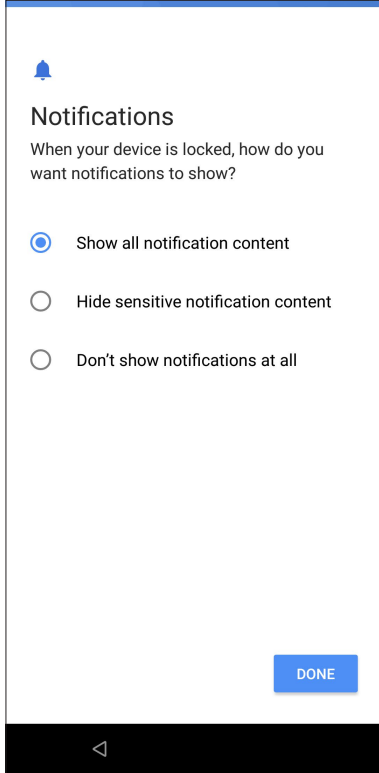 Notifications
When your device is locked, how do you
want notifications to show?
Show all notification content
Hide sensitive notification content
Don’t show notifications at all
DONE